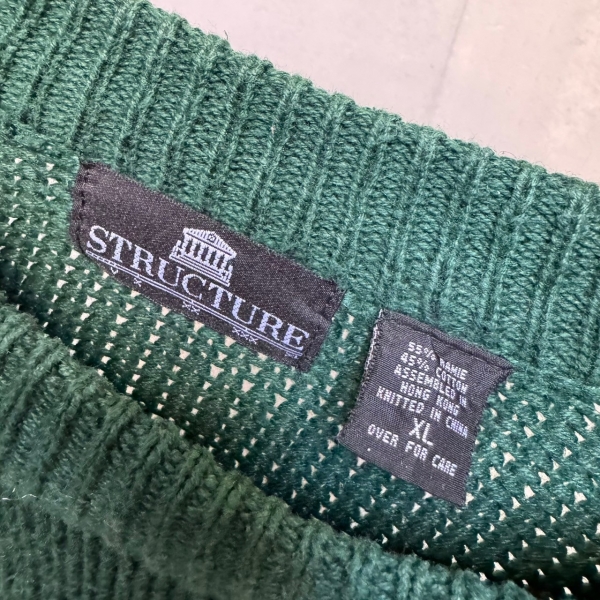 STRUCTURE
55% RAMIE
45% COTTON
ASSEMBLED IN
HONG KONG
KNITTED IN CHINA
XL
OVER FOR CARE